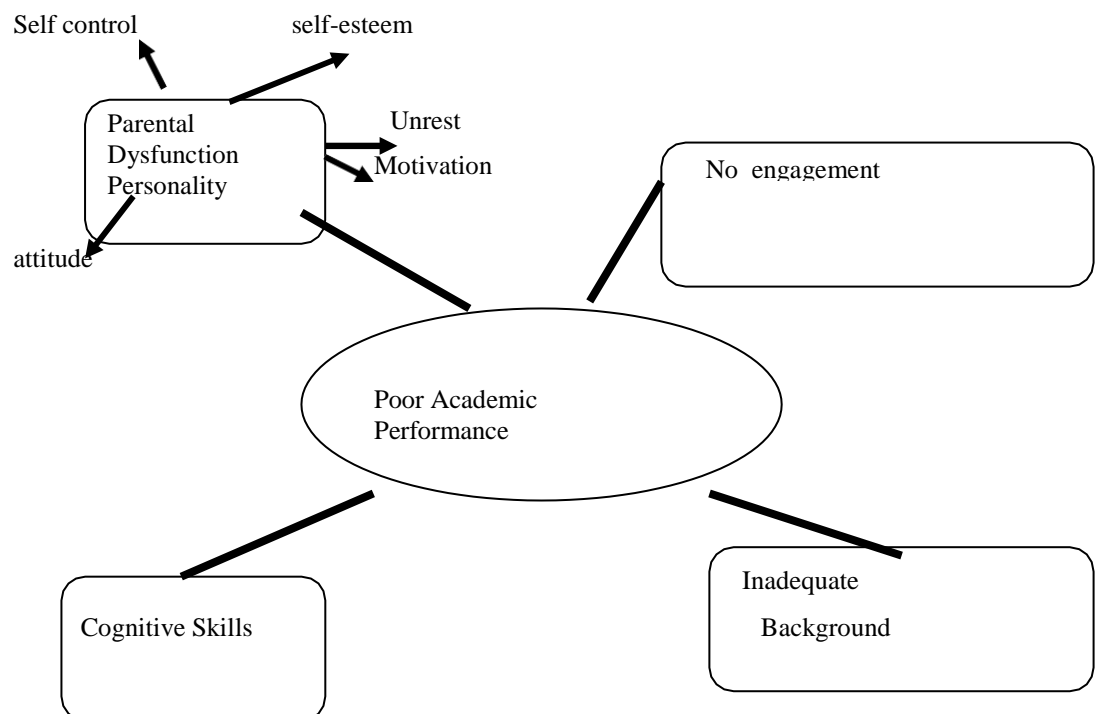 Self control
self-esteem
Parental
Dysfunction
Personality
Unrest
Motivation
attitude
No engagement
Poor Academic
Performance
Cognitive Skills
Inadequate
Background